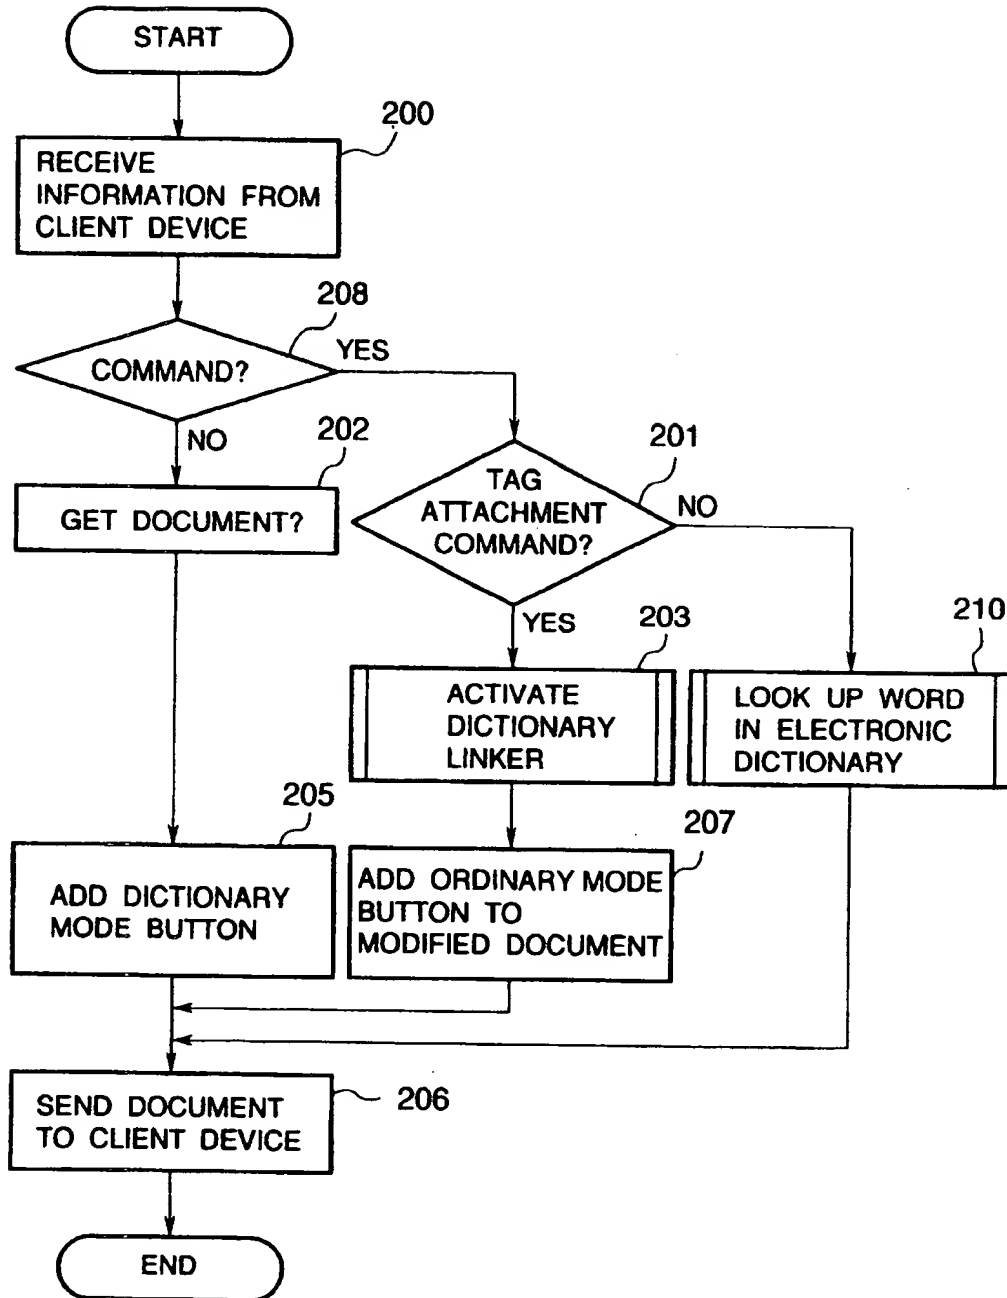 START
200
RECEIVE
INFORMATION FROM
CLIENT DEVICE
208
COMMAND?
YES
NO
202
GET DOCUMENT?
201
TAG
ATTACHMENT
COMMAND?
NO
YES
203
ACTIVATE
DICTIONARY
LINKER
210
LOOK UP WORD
IN ELECTRONIC
DICTIONARY
205
ADD DICTIONARY
MODE BUTTON
207
ADD ORDINARY MODE
BUTTON TO
MODIFIED DOCUMENT
SEND DOCUMENT
TO CLIENT DEVICE
206
END